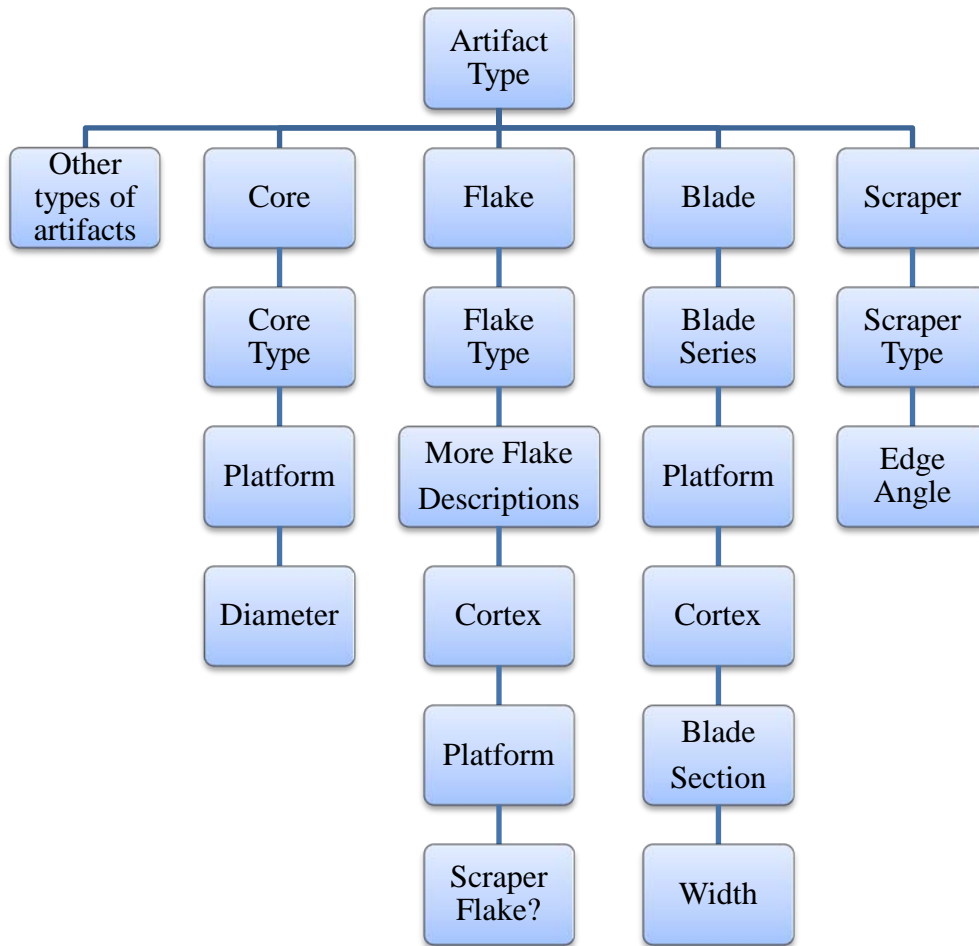 Artifact
Type
Other
types of
artifacts
Core
Flake
Blade
Scraper
Core
Type
Flake
Type
Blade
Series
Scraper
Type
Platform
More Flake
Descriptions
Platform
Edge
Angle
Diameter
Cortex
Cortex
Platform
Blade
Section
Scraper
Flake?
Width